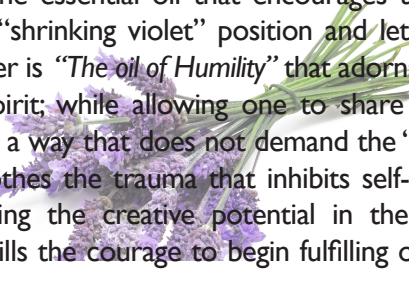 the essential oil that encourages
"shrinking violet" position and let
er is "The oil of Humility" that adorn
pirit; while allowing one to share
a way that does not demand the "
othes the trauma that inhibits self-
ing the creative potential in the
ills the courage to begin fulfilling